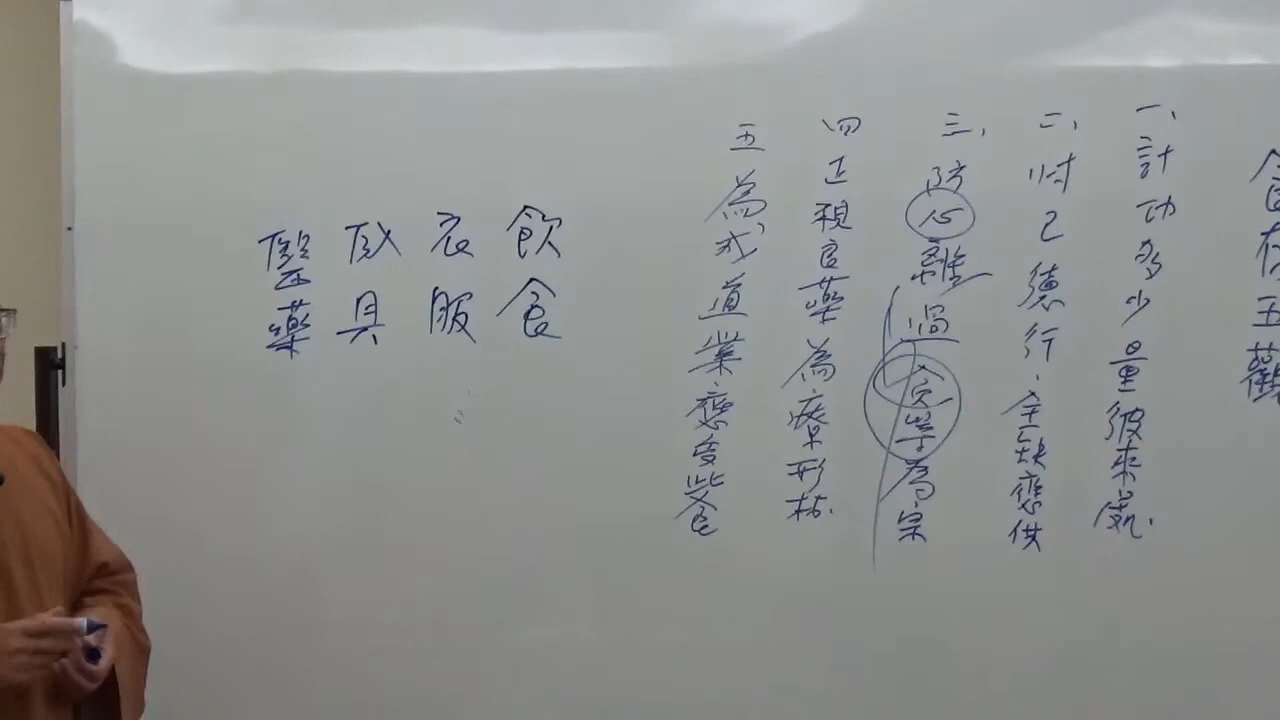 食存五觀
一、計功多少量彼來處.
二、忖己德行、全缺應供
三、防心離過貪等為宗
四正視良藥為療形枯.
五為成道業應受此食
飲食
衣服
臥具
醫藥